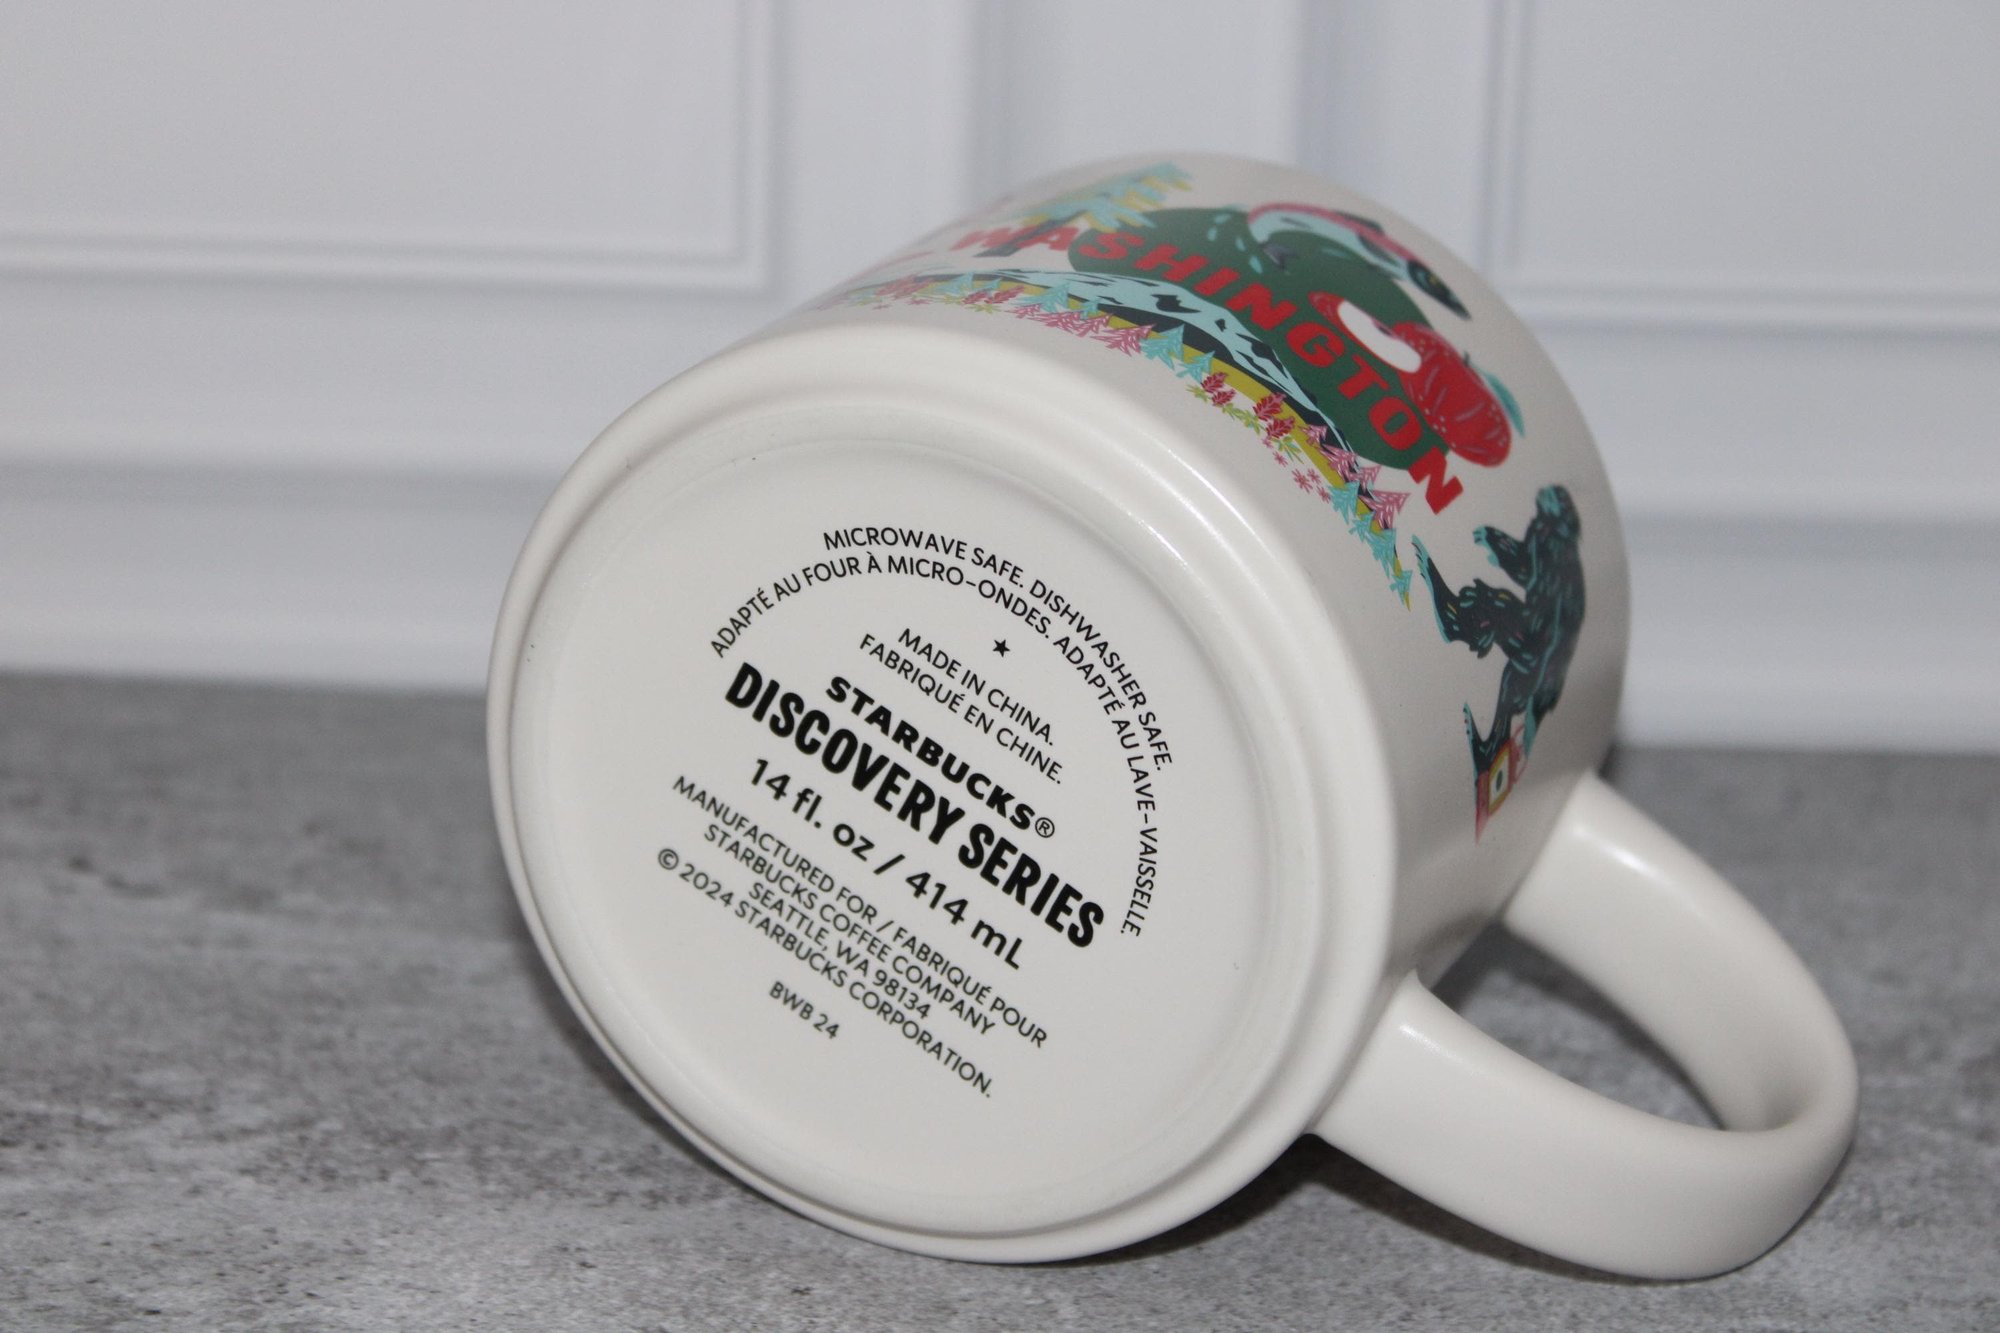 WASHINGTON
MICROWAVE SAFE. DISHWASHER SAFE.
ADAPTÉ AU FOUR À MICRO-ONDES. ADAPTÉ AU LAVE-VAISSELLE.
MADE IN CHINA.
FABRIQUÉ EN CHINE.
STARBUCKS®
DISCOVERY SERIES
14 fl. oz / 414 mL
MANUFACTURED FOR / FABRIQUÉ POUR
STARBUCKS COFFEE COMPANY
SEATTLE, WA 98134
© 2024 STARBUCKS CORPORATION.
BWB 24